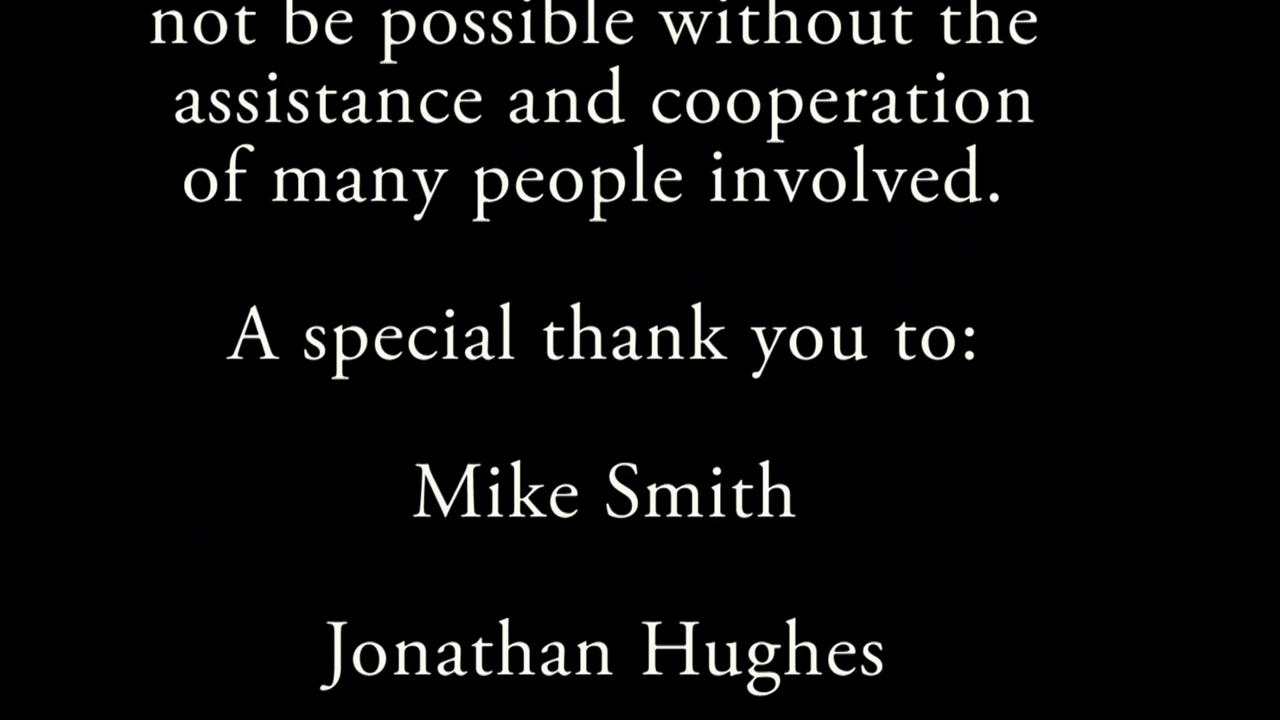 not be possible without the
assistance and cooperation
of many people involved.
A special thank you to:
Mike Smith
Jonathan Hughes